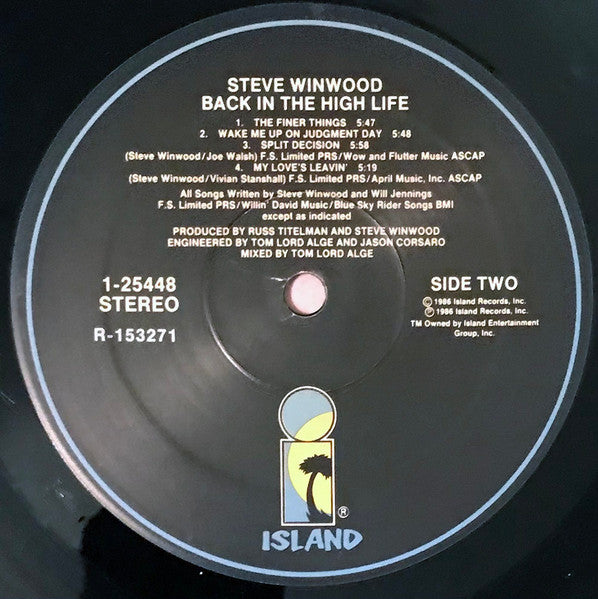 STEVE WINWOOD
BACK IN THE HIGH LIFE
1. THE FINER THINGS 5:47
2. WAKE ME UP ON JUDGMENT DAY 5:48
3. SPLIT DECISION 5:58
(Steve Winwood/Joe Walsh) F.S. Limited PRS/Wow and Flutter Music ASCAP
4. MY LOVE'S LEAVIN' 5:19
(Steve Winwood/Vivian Stanshall) F.S. Limited PRS/April Music, Inc. ASCAP
All Songs Written by Steve Winwood and Will Jennings
F.S. Limited PRS/Willin' David Music/Blue Sky Rider Songs BMI
except as indicated
PRODUCED BY RUSS TITELMAN AND STEVE WINWOOD
ENGINEERED BY TOM LORD ALGE AND JASON CORSARO
MIXED BY TOM LORD ALGE
1-25448
STEREO
R-153271
SIDE TWO
© 1986 Island Records, Inc.
℗ 1986 Island Records, Inc.
TM Owned by Island Entertainment
Group, Inc.
®
ISLAND